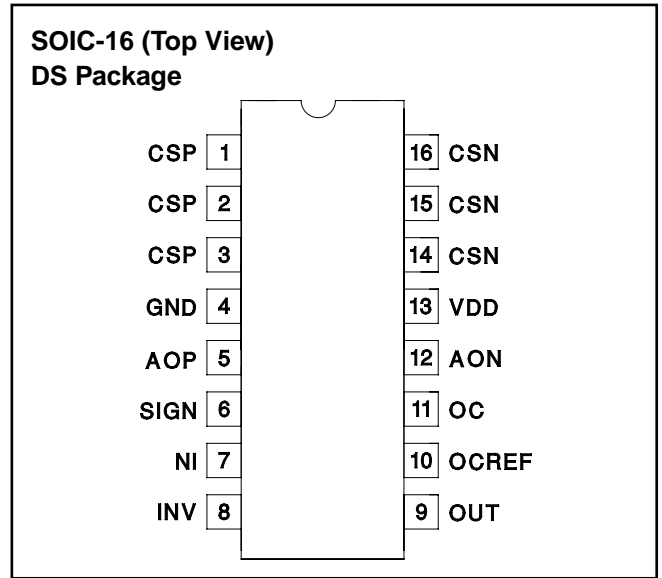 SOIC-16 (Top View)
DS Package
CSP 1 16 CSN
CSP 2 15 CSN
CSP 3 14 CSN
GND 4 13 VDD
AOP 5 12 AON
SIGN 6 11 OC
NI 7 10 OCREF
INV 8 9 OUT